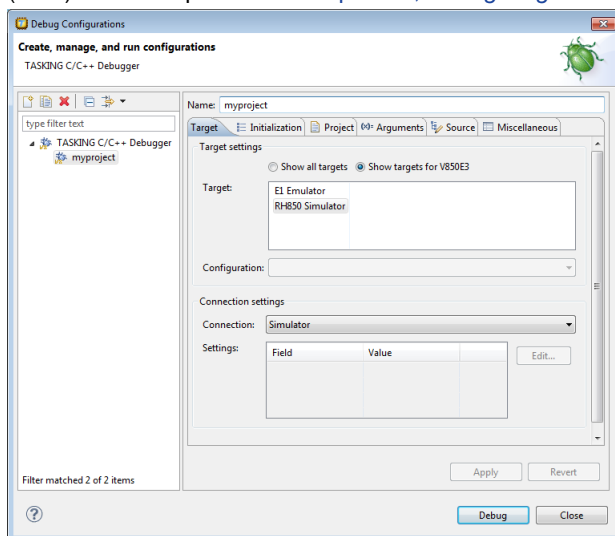 Debug Configurations
Create, manage, and run configurations
TASKING C/C++ Debugger
Name: myproject
type filter text
TASKING C/C++ Debugger
myproject
Filter matched 2 of 2 items
Target Initialization Project (x)= Arguments Source Miscellaneous
Target settings
Show all targets Show targets for V850E3
Target:
E1 Emulator
RH850 Simulator
Configuration:
Connection settings
Connection: Simulator
Settings:
Field Value
Edit...
Apply Revert
Debug Close